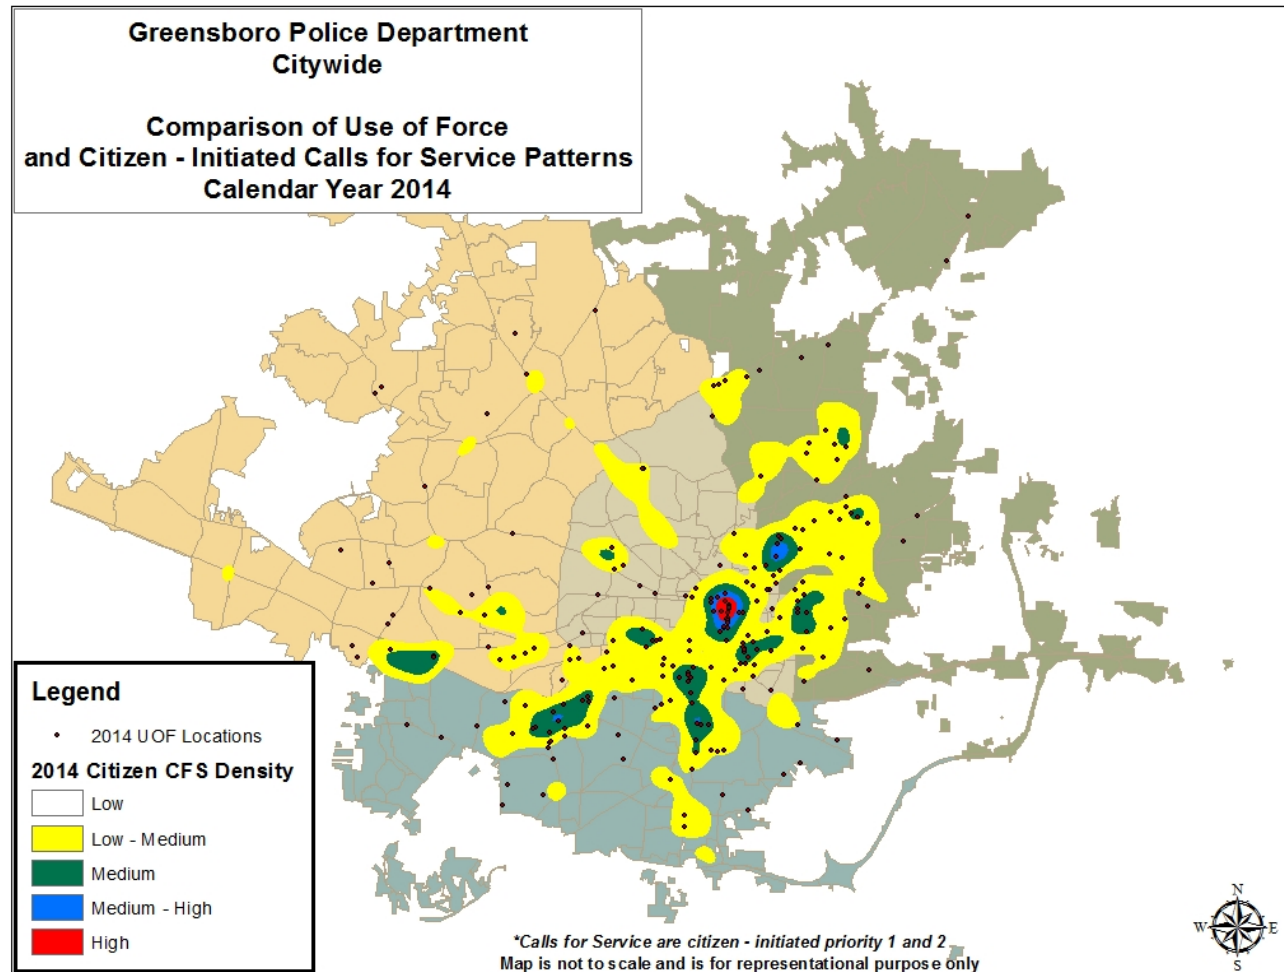 Greensboro Police Department
Citywide
Comparison of Use of Force
and Citizen - Initiated Calls for Service Patterns
Calendar Year 2014
Legend
2014 UOF Locations
2014 Citizen CFS Density
Low
Low - Medium
Medium
Medium - High
High
*Calls for Service are citizen - initiated priority 1 and 2
Map is not to scale and is for representational purpose only
N
W E
S